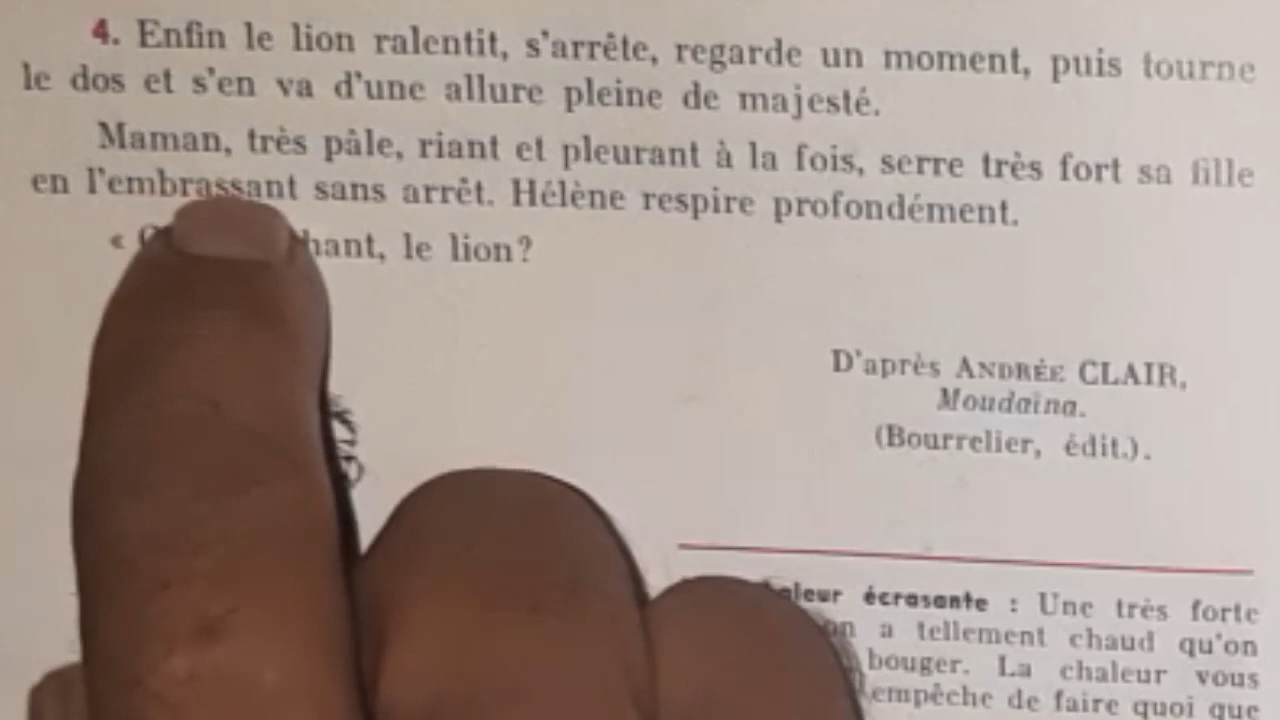 4. Enfin le lion ralentit, s'arrête, regarde un moment, puis tourne
le dos et s'en va d'une allure pleine de majesté.
Maman, très pâle, riant et pleurant à la fois, serre très fort sa fille
en l'embrassant sans arrêt. Hélène respire profondément.
« hant, le lion?
D'après ANDRÉE CLAIR,
Moudaïna.
(Bourrelier, édit.).
aleur écrasante : Une très forte
on a tellement chaud qu'on
bouger. La chaleur vous
empêche de faire quoi que